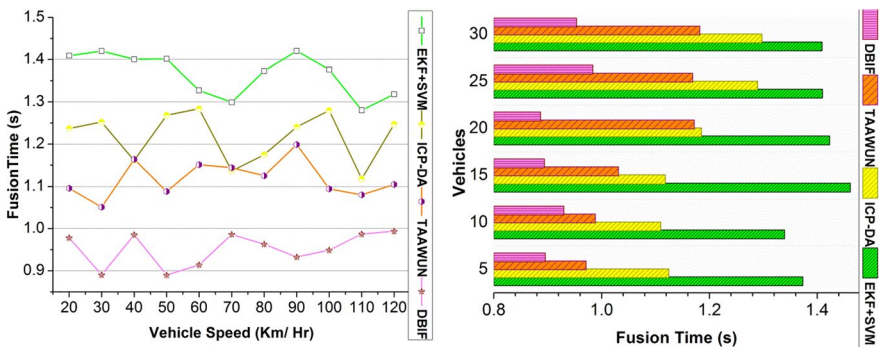 1.5
1.4
1.3
1.2
1.1
1.0
0.9
FusionTime (s)
20 30 40 50 60 70 80 90 100 110 120
Vehicle Speed (Km/ Hr)
EKF+SVM
ICP-DA
TAAWUN
DBIF
30
25
20
15
10
5
Vehicles
0.8 1.0 1.2 1.4
Fusion Time (s)
DBIF
TAAWUN
ICP-DA
EKF+SVM